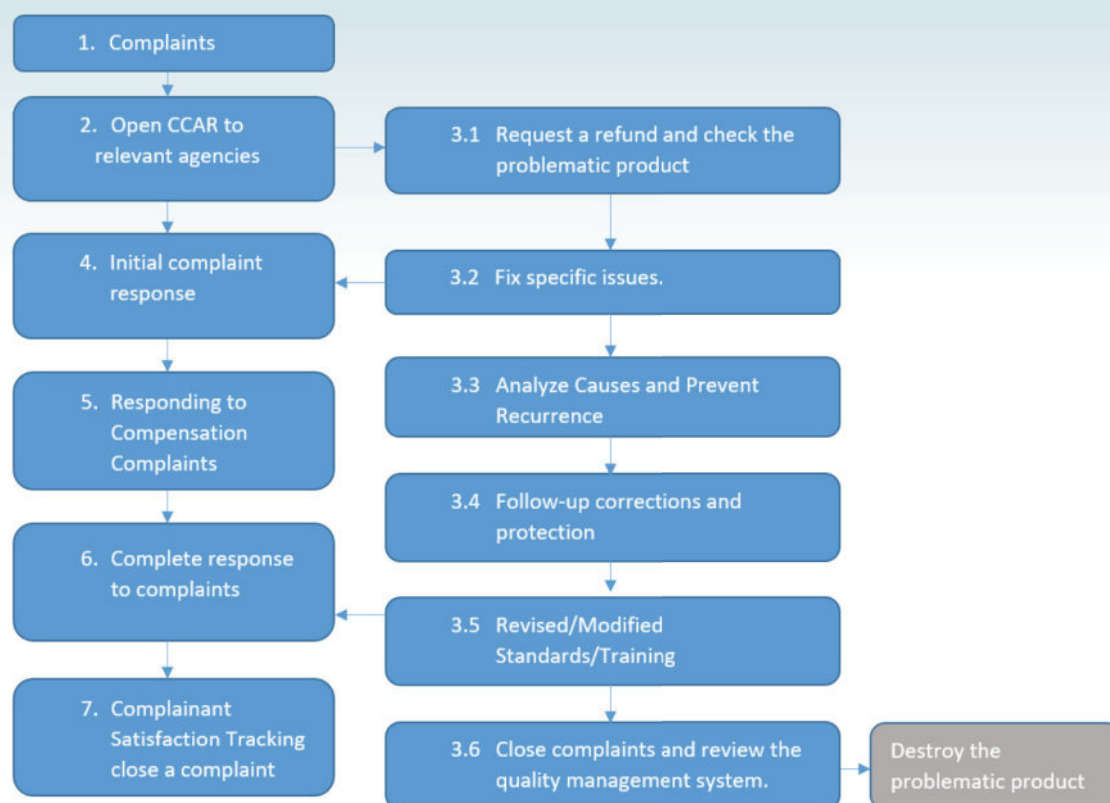 1. Complaints
2. Open CCAR to
relevant agencies
3.1 Request a refund and check the
problematic product
4. Initial complaint
response
3.2 Fix specific issues.
5. Responding to
Compensation
Complaints
3.3 Analyze Causes and Prevent
Recurrence
3.4 Follow-up corrections and
protection
6. Complete response
to complaints
3.5 Revised/Modified
Standards/Training
7. Complainant
Satisfaction Tracking
close a complaint
3.6 Close complaints and review the
quality management system.
Destroy the
problematic product